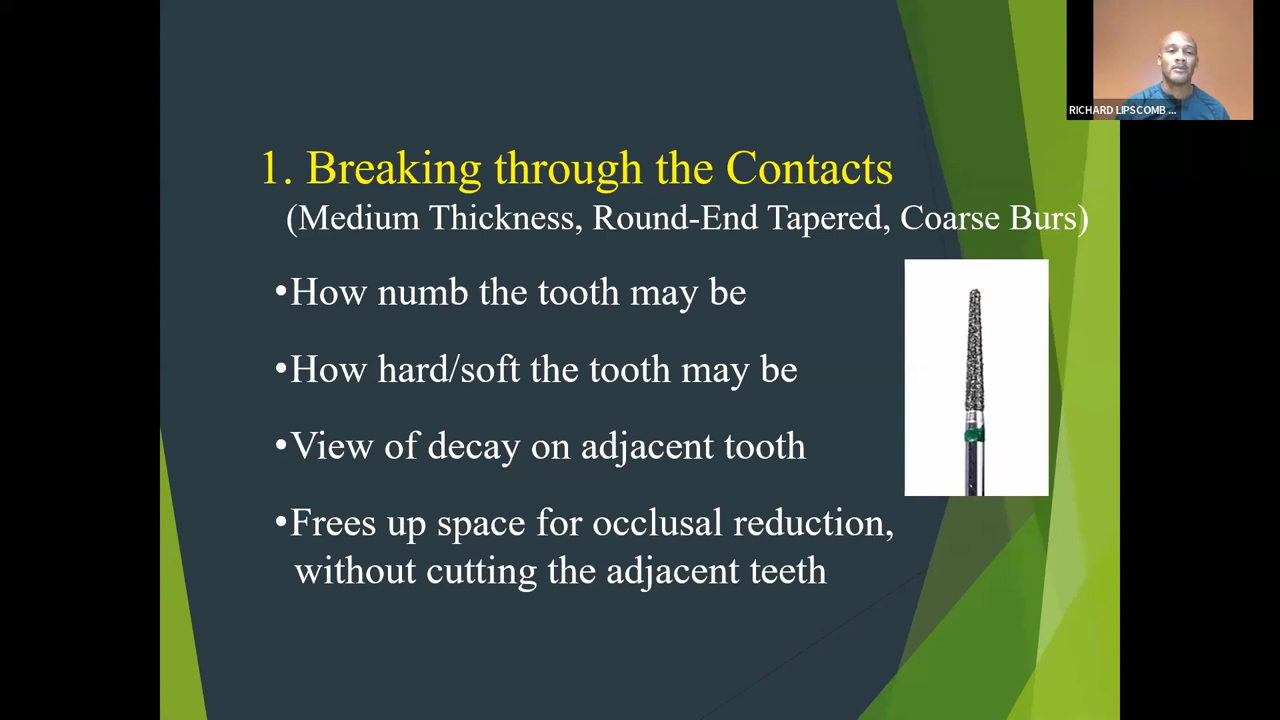 RICHARD LIPSCOMB ...
1. Breaking through the Contacts
(Medium Thickness, Round-End Tapered, Coarse Burs)
•How numb the tooth may be
•How hard/soft the tooth may be
•View of decay on adjacent tooth
•Frees up space for occlusal reduction,
without cutting the adjacent teeth